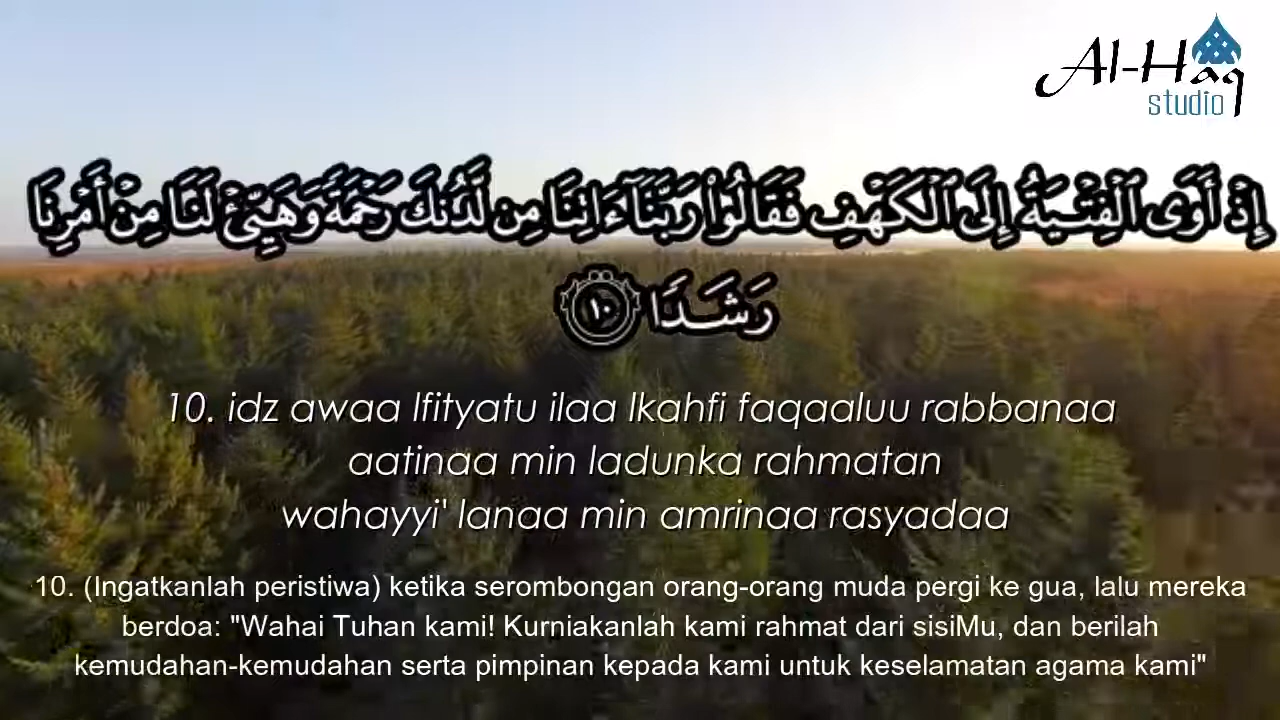 Al-Haq
studio
إِذْ أَوَى ٱلْفِتْيَةُ إِلَى ٱلْكَهْفِ فَقَالُوا۟ رَبَّنَآ ءَاتِنَا مِن لَّدُنكَ رَحْمَةً وَهَيِّئْ لَنَا مِنْ أَمْرِنَا
رَشَدًا ١٠
10. idz awaa lfityatu ilaa lkahfi faqaaluu rabbanaa
aatinaa min ladunka rahmatan
wahayyi' lanaa min amrinaa rasyadaa
10. (Ingatkanlah peristiwa) ketika serombongan orang-orang muda pergi ke gua, lalu mereka
berdoa: "Wahai Tuhan kami! Kurniakanlah kami rahmat dari sisiMu, dan berilah
kemudahan-kemudahan serta pimpinan kepada kami untuk keselamatan agama kami"